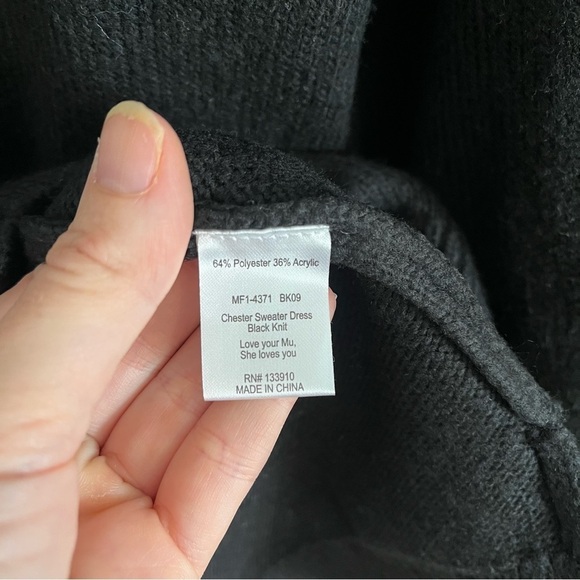 64% Polyester 36% Acrylic
MF1-4371 BK09
Chester Sweater Dress
Black Knit
Love your Mu,
She loves you
RN# 133910
MADE IN CHINA